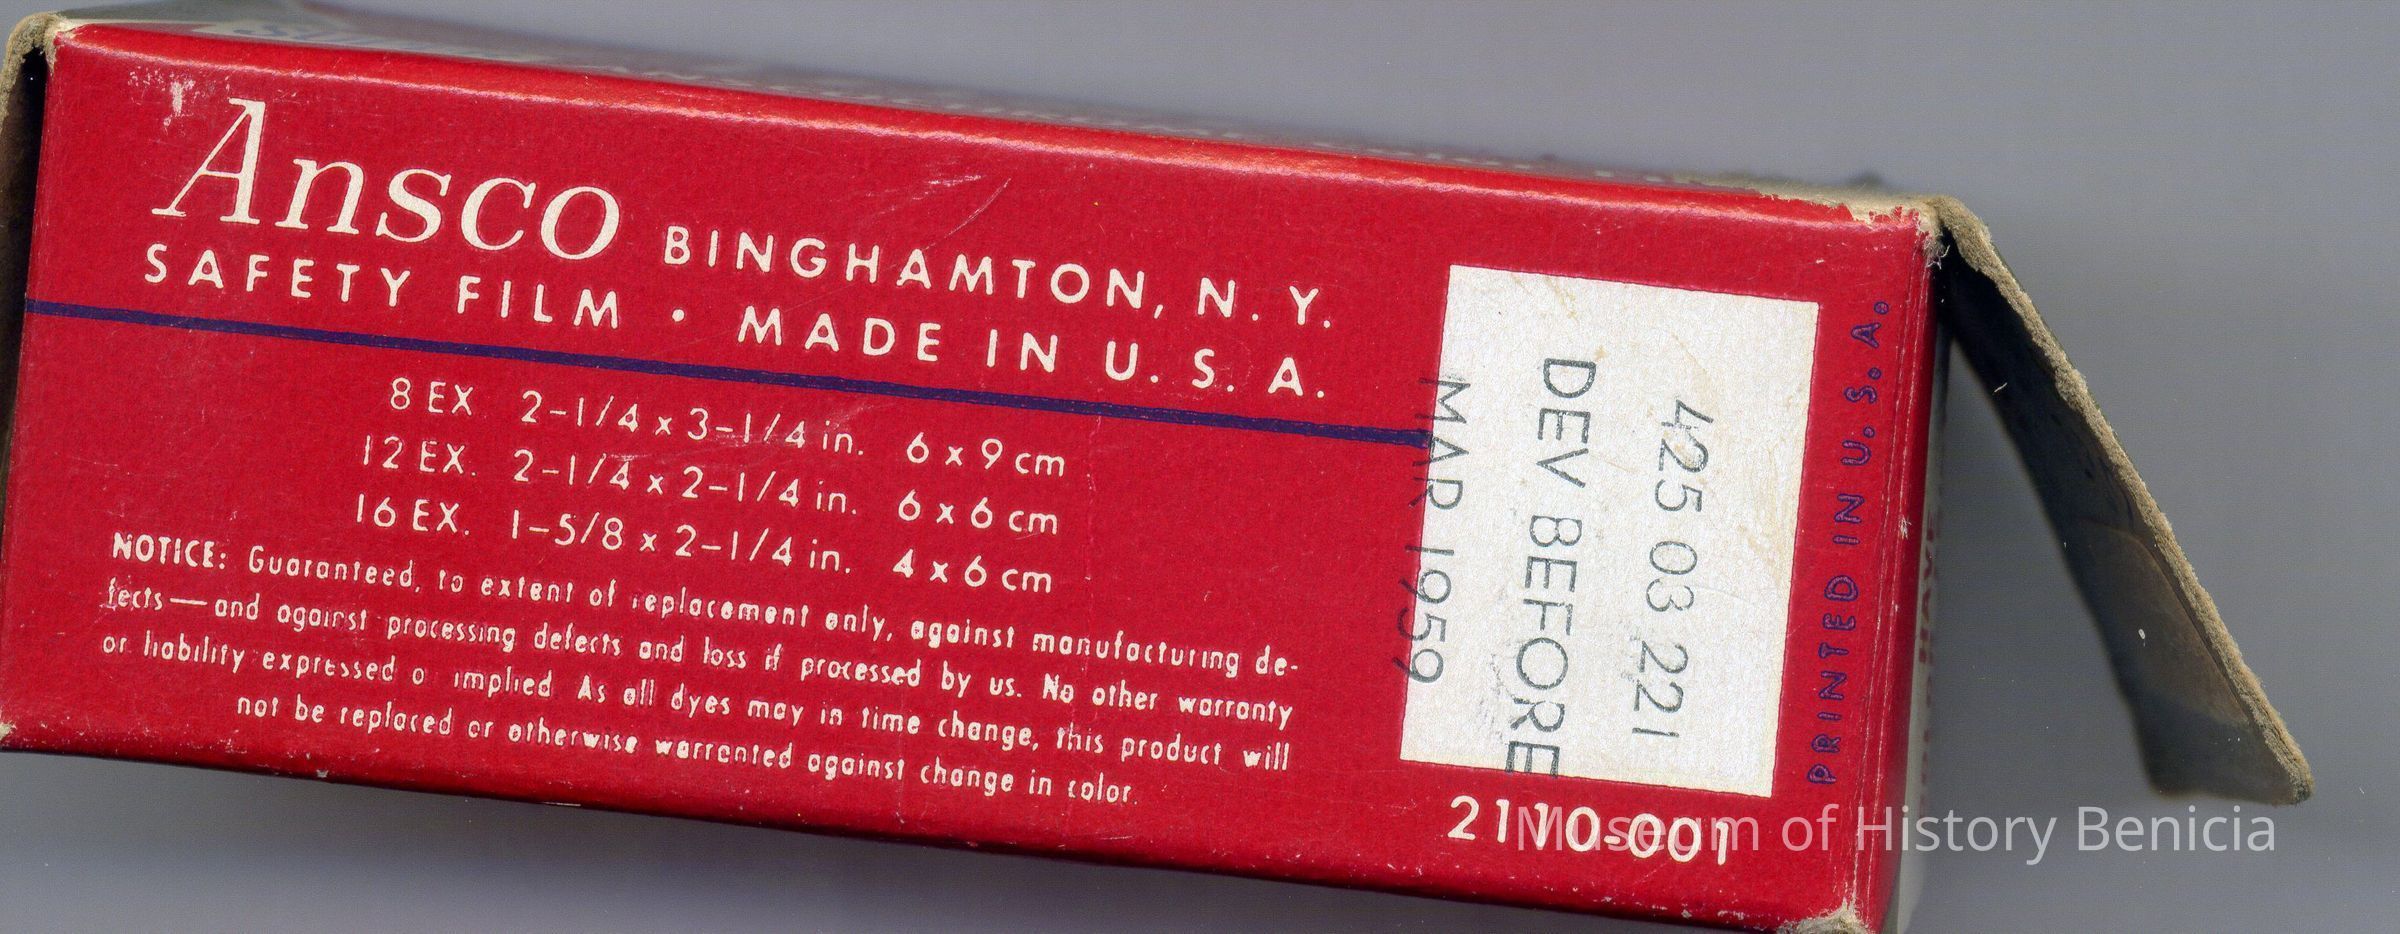 Ansco BINGHAMTON, N. Y.
SAFETY FILM · MADE IN U. S. A.
8 EX 2-1/4 x 3-1/4 in. 6 x 9 cm
12 EX. 2-1/4 x 2-1/4 in. 6 x 6 cm
16 EX. 1-5/8 x 2-1/4 in. 4 x 6 cm
NOTICE: Guaranteed, to extent of replacement only, against manufacturing de-
fects—and against processing defects and loss if processed by us. No other warranty
or liability expressed or implied. As all dyes may in time change, this product will
not be replaced or otherwise warranted against change in color.
425 03 221
DEV BEFORE
MAR 1959
PRINTED IN U.S.A.
2110-001
HAVE
Museum of History Benicia